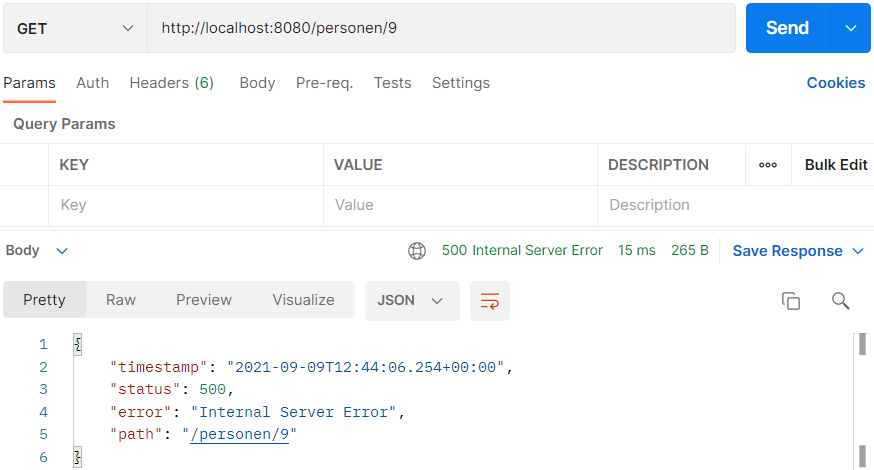 GET http://localhost:8080/personen/9 Send
Params Auth Headers (6) Body Pre-req. Tests Settings Cookies
Query Params
KEY VALUE DESCRIPTION ooo Bulk Edit
Key Value Description
Body 500 Internal Server Error 15 ms 265 B Save Response
Pretty Raw Preview Visualize JSON
1 {
2 "timestamp": "2021-09-09T12:44:06.254+00:00",
3 "status": 500,
4 "error": "Internal Server Error",
5 "path": "/personen/9"
6 }